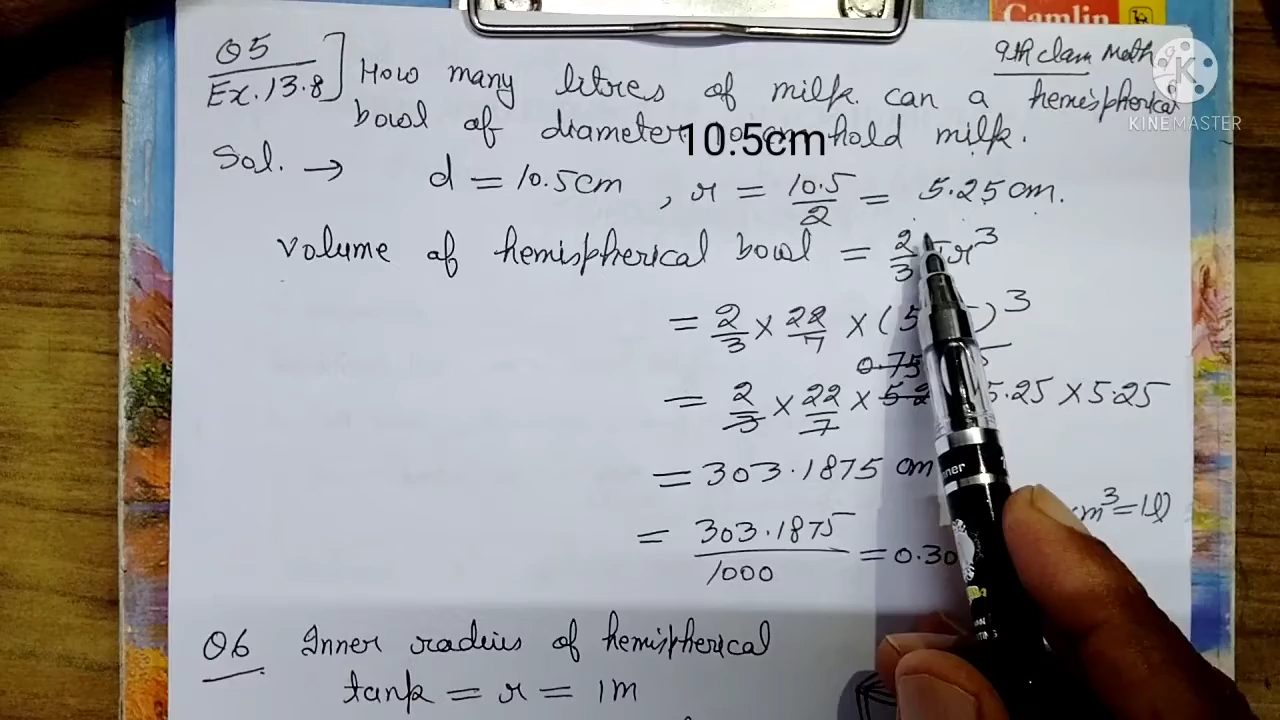 Camlin
9th class Math
KINEMASTER
Q5
Ex. 13.8] How many litres of milk can a hemispherical
bowl of diameter 10.5cm hold milk.
Sol. → d = 10.5cm , r = 10.5/2 = 5.25 cm.
Volume of hemispherical bowl = 2/3 πr³
= 2/3 × 22/7 × (5 )³
0.75
= 2/3 × 22/7 × 5.25 × 5.25
= 303.1875 cm
cm³ = 1l
= 303.1875/1000 = 0.30
Q6 Inner radius of hemispherical
tank = r = 1m